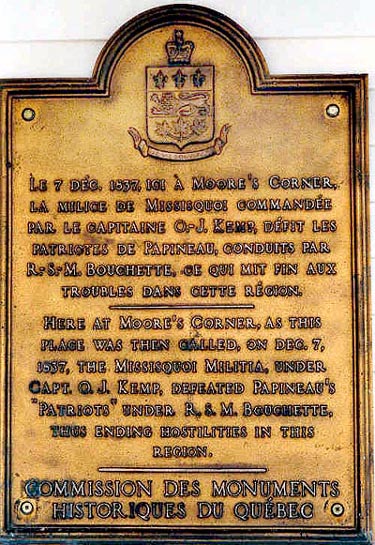 LE 7 DÉC. 1837, ICI À MOORE'S CORNER,
LA MILICE DE MISSISQUOI COMMANDÉE
PAR LE CAPITAINE O.-J. KEMP, DÉFIT LES
PATRIOTES DE PAPINEAU, CONDUITS PAR
R.-S.-M. BOUCHETTE, CE QUI MIT FIN AUX
TROUBLES DANS CETTE RÉGION.
HERE AT MOORE'S CORNER, AS THIS
PLACE WAS THEN CALLED, ON DEC. 7,
1837, THE MISSISQUOI MILITIA, UNDER
CAPT. O. J. KEMP, DEFEATED PAPINEAU'S
"PATRIOTS" UNDER R. S. M. BOUCHETTE,
THUS ENDING HOSTILITIES IN THIS
REGION.
COMMISSION DES MONUMENTS
HISTORIQUES DU QUÉBEC